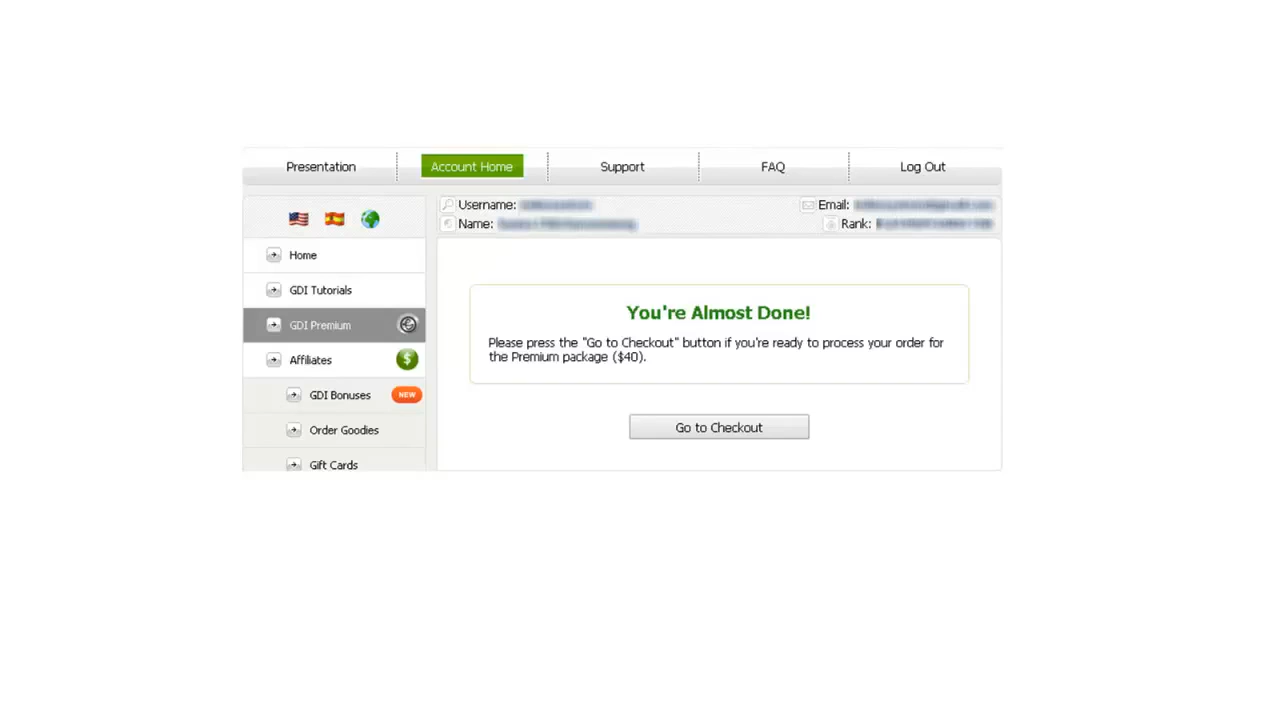 Presentation
Account Home
Support
FAQ
Log Out
Username:
Email:
Name:
Rank:
Home
GDI Tutorials
GDI Premium
Affiliates
$
GDI Bonuses
NEW
Order Goodies
Gift Cards
You're Almost Done!
Please press the "Go to Checkout" button if you're ready to process your order for
the Premium package ($40).
Go to Checkout